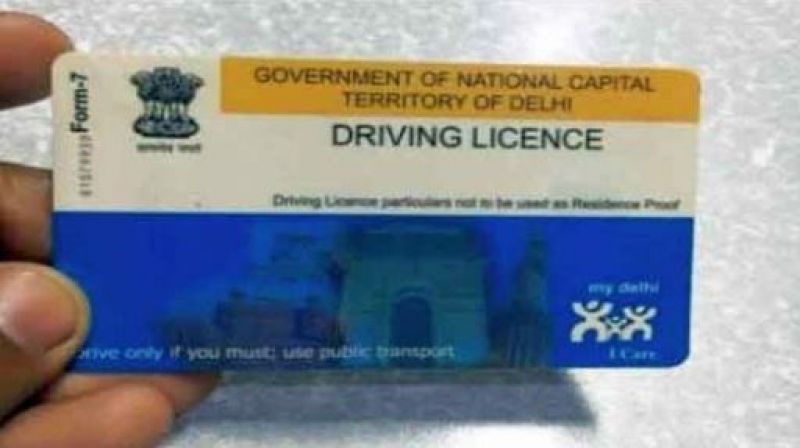 Form-7
GOVERNMENT OF NATIONAL CAPITAL
TERRITORY OF DELHI
DRIVING LICENCE
Driving Licence particulars not to be used as Residence Proof
my delhi
I Care
Drive only if you must; use public transport